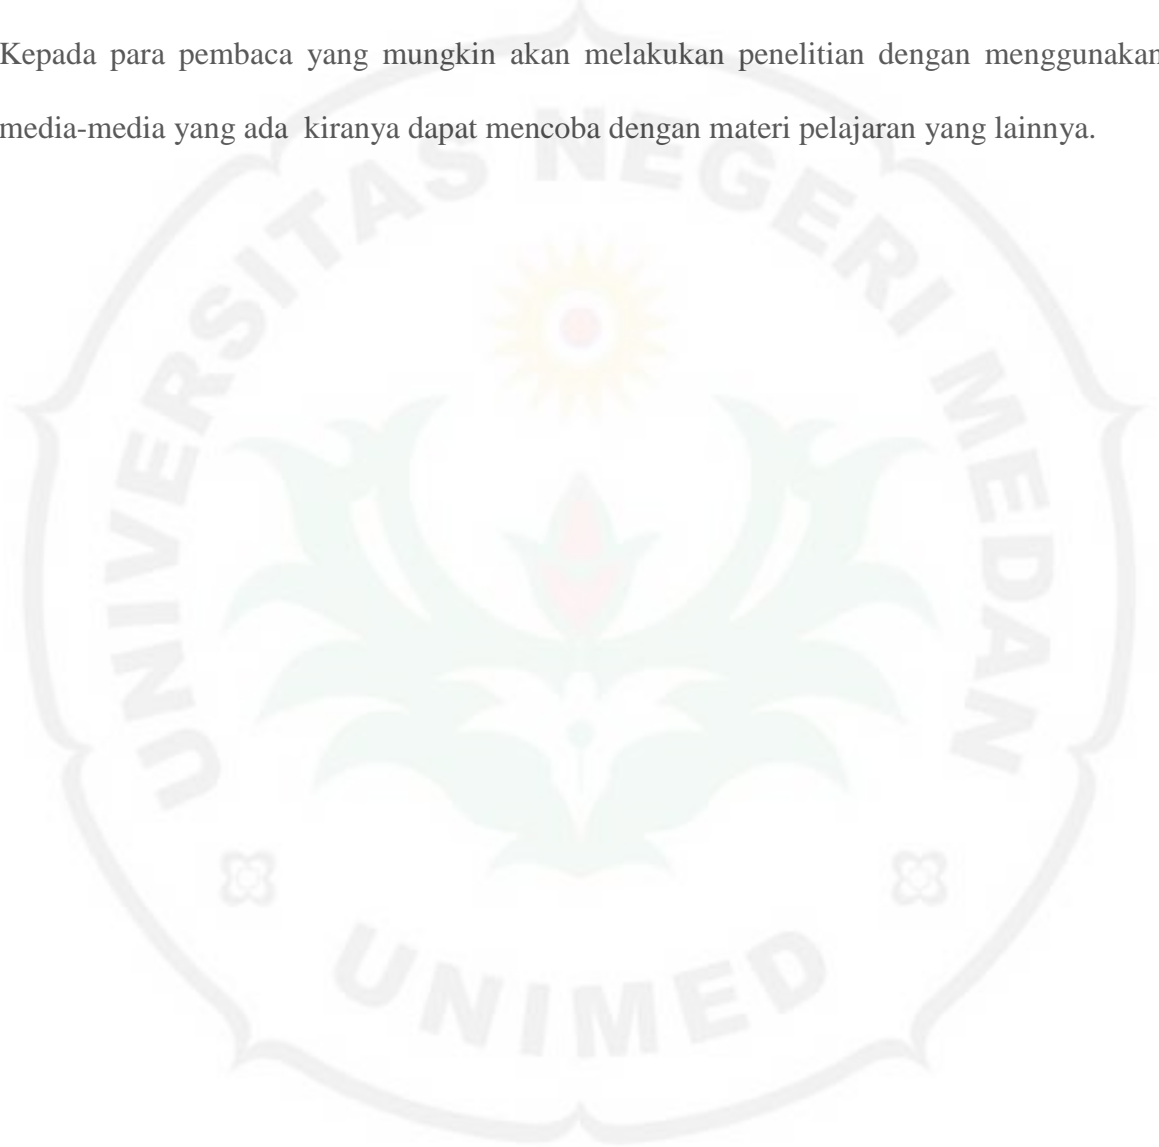 Kepada para pembaca yang mungkin akan melakukan penelitian dengan menggunakan
media-media yang ada kiranya dapat mencoba dengan materi pelajaran yang lainnya.
UNIVERSITAS NEGERI MEDAN
UNIMED